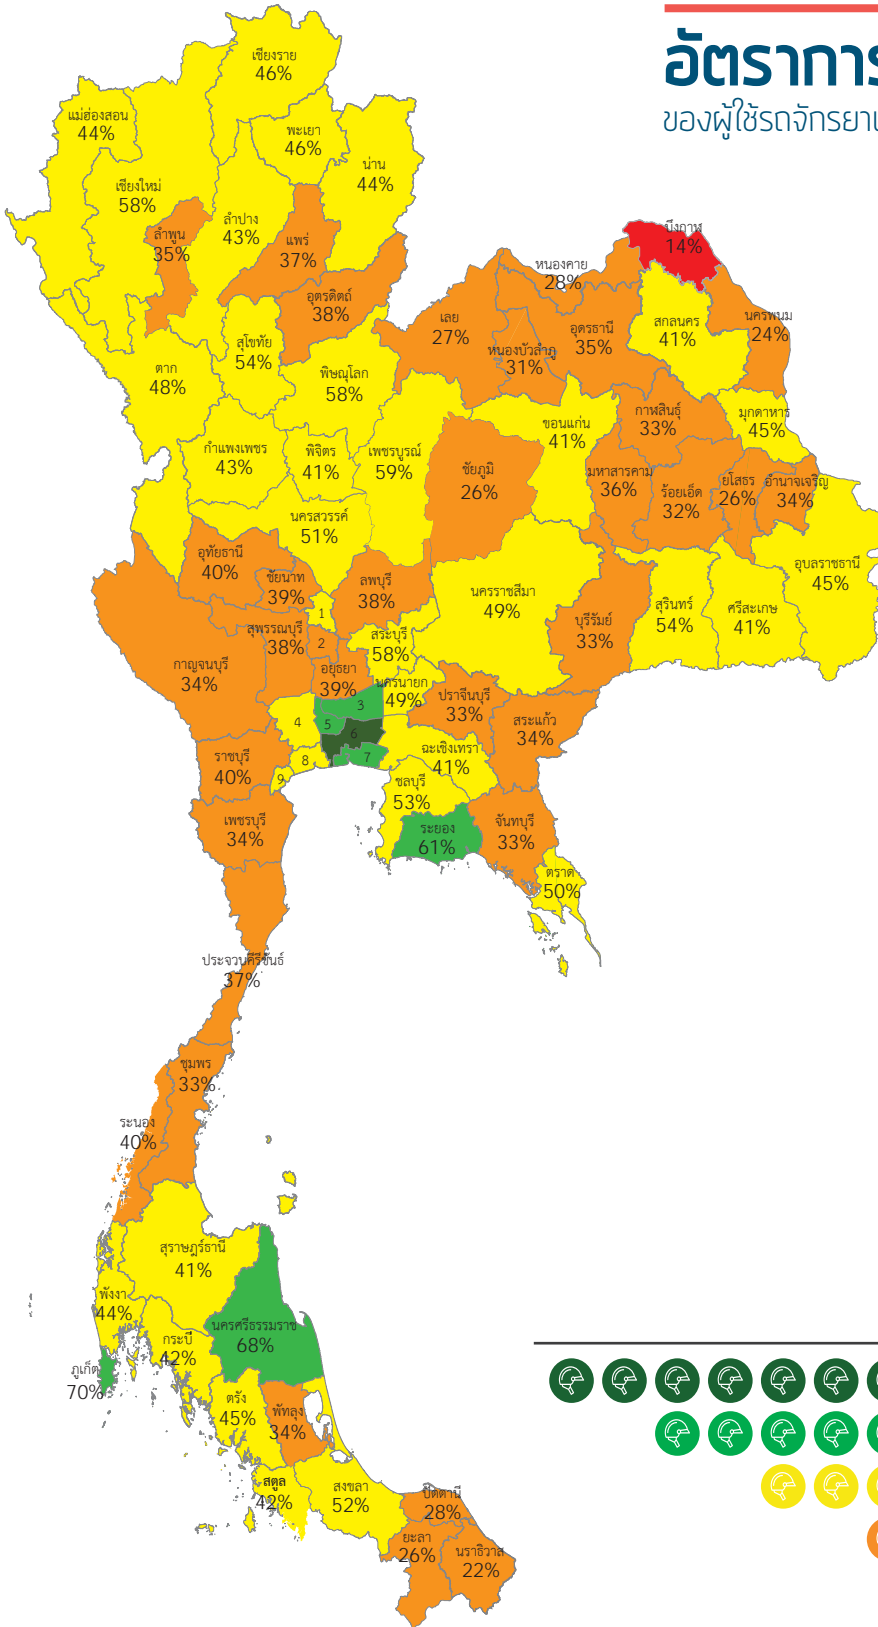 อัตราการ
ของผู้ใช้รถจักรยาน
เชียงราย
46%
แม่ฮ่องสอน
44%
พะเยา
46%
น่าน
44%
เชียงใหม่
58%
ลำปาง
43%
ลำพูน
35%
แพร่
37%
บึงกาฬ
14%
หนองคาย
28%
อุตรดิตถ์
38%
เลย
27%
อุดรธานี
35%
สกลนคร
41%
นครพนม
24%
สุโขทัย
54%
หนองบัวลำภู
31%
ตาก
48%
พิษณุโลก
58%
กาฬสินธุ์
33%
มุกดาหาร
45%
ขอนแก่น
41%
กำแพงเพชร
43%
พิจิตร
41%
เพชรบูรณ์
59%
ชัยภูมิ
26%
มหาสารคาม
36%
ร้อยเอ็ด
32%
ยโสธร
26%
อำนาจเจริญ
34%
นครสวรรค์
51%
อุทัยธานี
40%
ชัยนาท
39%
ลพบุรี
38%
นครราชสีมา
49%
อุบลราชธานี
45%
สุรินทร์
54%
ศรีสะเกษ
41%
บุรีรัมย์
33%
1
สุพรรณบุรี
38%
2
สระบุรี
58%
กาญจนบุรี
34%
อยุธยา
39%
นครนายก
49%
ปราจีนบุรี
33%
3
4
5
6
สระแก้ว
34%
ราชบุรี
40%
8
7
9
ฉะเชิงเทรา
41%
ชลบุรี
53%
เพชรบุรี
34%
ระยอง
61%
จันทบุรี
33%
ตราด
50%
ประจวบคีรีขันธ์
37%
ชุมพร
33%
ระนอง
40%
สุราษฎร์ธานี
41%
พังงา
44%
นครศรีธรรมราช
68%
กระบี่
42%
ภูเก็ต
70%
ตรัง
45%
พัทลุง
34%
สตูล
42%
สงขลา
52%
ปัตตานี
28%
ยะลา
26%
นราธิวาส
22%